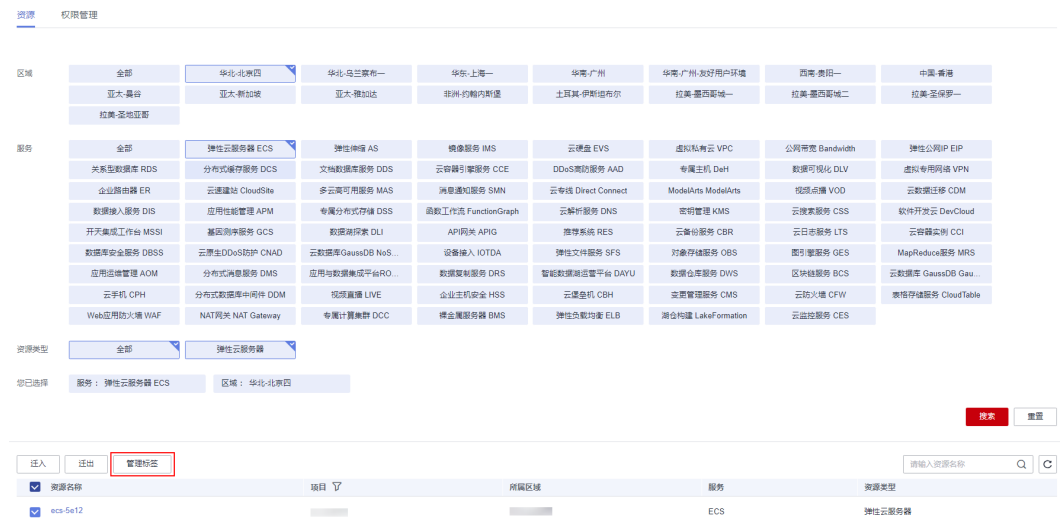 资源 权限管理
区域 全部 华北-北京四 华北-乌兰察布一 华东-上海一 华南-广州 华南-广州-友好用户环境 西南-贵阳一 中国-香港
亚太-曼谷 亚太-新加坡 亚太-雅加达 非洲-约翰内斯堡 土耳其-伊斯坦布尔 拉美-墨西哥城一 拉美-墨西哥城二 拉美-圣保罗一
拉美-圣地亚哥
服务 全部 弹性云服务器 ECS 弹性伸缩 AS 镜像服务 IMS 云硬盘 EVS 虚拟私有云 VPC 公网带宽 Bandwidth 弹性公网IP EIP
关系型数据库 RDS 分布式缓存服务 DCS 文档数据库服务 DDS 云容器引擎服务 CCE DDoS高防服务 AAD 专属主机 DeH 数据可视化 DLV 虚拟专用网络 VPN
企业路由器 ER 云速建站 CloudSite 多云高可用服务 MAS 消息通知服务 SMN 云专线 Direct Connect ModelArts ModelArts 视频点播 VOD 云数据迁移 CDM
数据接入服务 DIS 应用性能管理 APM 专属分布式存储 DSS 函数工作流 FunctionGraph 云解析服务 DNS 密钥管理 KMS 云搜索服务 CSS 软件开发云 DevCloud
开天集成工作台 MSSI 基因测序服务 GCS 数据湖探索 DLI API网关 APIG 推荐系统 RES 云备份服务 CBR 云日志服务 LTS 云容器实例 CCI
数据库安全服务 DBSS 云原生DDoS防护 CNAD 云数据库GaussDB NoS... 设备接入 IOTDA 弹性文件服务 SFS 对象存储服务 OBS 图引擎服务 GES MapReduce服务 MRS
应用运维管理 AOM 分布式消息服务 DMS 应用与数据集成平台RO... 数据复制服务 DRS 智能数据湖运营平台 DAYU 数据仓库服务 DWS 区块链服务 BCS 云数据库 GaussDB Gau...
云手机 CPH 分布式数据库中间件 DDM 视频直播 LIVE 企业主机安全 HSS 云堡垒机 CBH 变更管理服务 CMS 云防火墙 CFW 表格存储服务 CloudTable
Web应用防火墙 WAF NAT网关 NAT Gateway 专属计算集群 DCC 裸金属服务器 BMS 弹性负载均衡 ELB 湖仓构建 LakeFormation 云监控服务 CES
资源类型 全部 弹性云服务器
您已选择 服务： 弹性云服务器 ECS 区域： 华北-北京四
搜索 重置
迁入 迁出 管理标签 请输入资源名称
资源名称 项目 所属区域 服务 资源类型
ecs-5e12 ECS 弹性云服务器